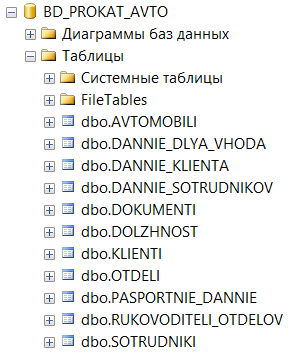 BD_PROKAT_AVTO
Диаграммы баз данных
Таблицы
Системные таблицы
FileTables
dbo.AVTOMOBILI
dbo.DANNIE_DLYA_VHODA
dbo.DANNIE_KLIENTA
dbo.DANNIE_SOTRUDNIKOV
dbo.DOKUMENTI
dbo.DOLZHNOST
dbo.KLIENTI
dbo.OTDELI
dbo.PASPORTNIE_DANNIE
dbo.RUKOVODITELI_OTDELOV
dbo.SOTRUDNIKI